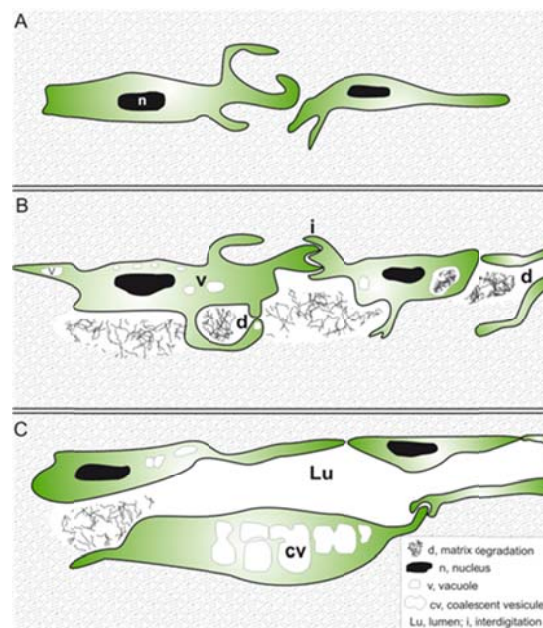 A
n
B
i
v
v
d
d
C
Lu
cv
d, matrix degradation
n, nucleus
v, vacuole
cv, coalescent vesicule
Lu, lumen; i, interdigitation